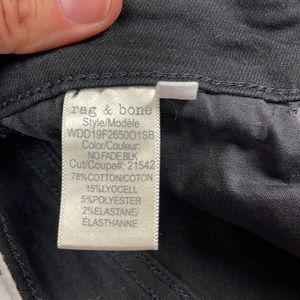 rag & bone
Style/Modèle
WDD19F2650O1SB
Color/Couleur:
NO FADE BLK
Cut/Coupe#: 21542
78%COTTON/COTON
15%LYOCELL
5%POLYESTER
2%ELASTANE/
ÉLASTHANNE